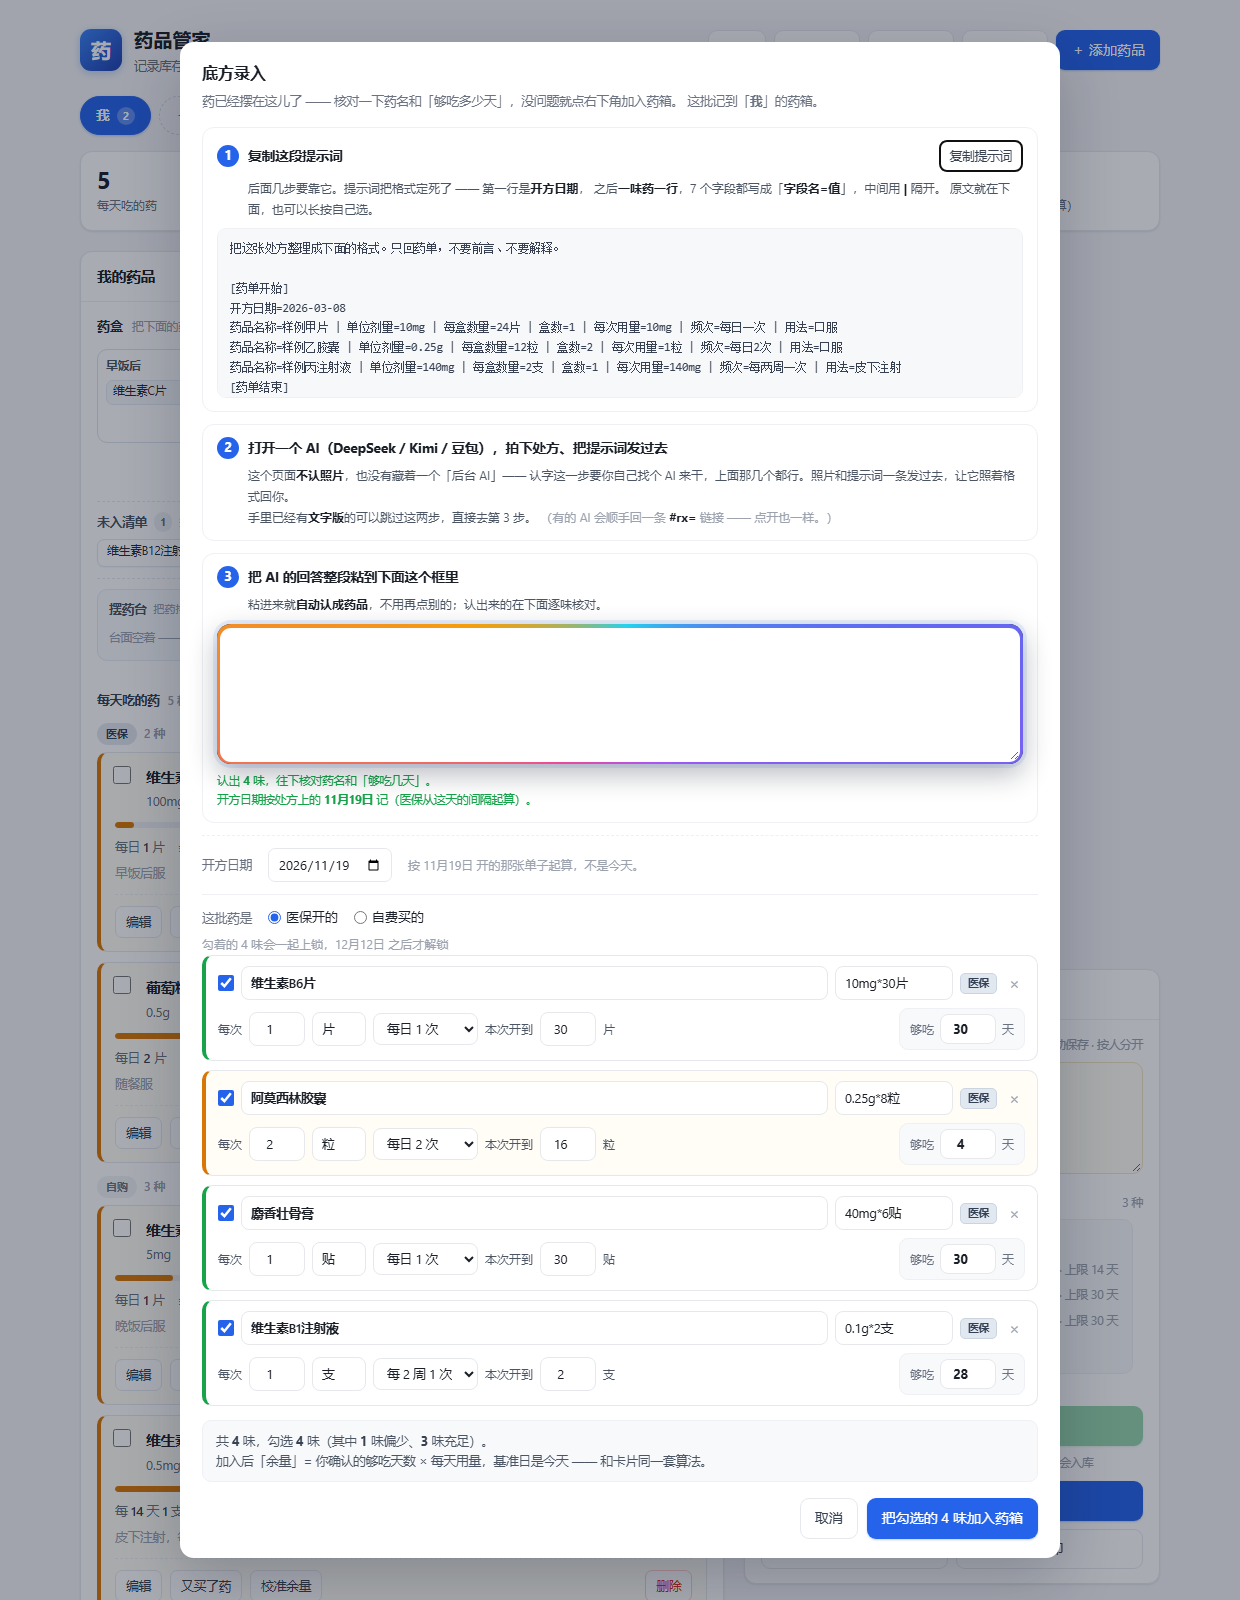 药
药品管家
记录库存
+ 添加药品
我 2
5
每天吃的药
我的药品
药盒
早饭后
维生素C片
未入清单 1
维生素B12注射
摆药台
台面空着 ——
每天吃的药 5
医保 2 种
100mg
每日 1 片
早饭后服
编辑
0.5g
每日 2 片
随餐服
编辑
自购 3 种
5mg
每日 1 片
晚饭后服
编辑
0.5mg
每 14 天 1 支
皮下注射,
编辑
又买了药
校准余量
删除
动保存 · 按人分开
3 种
上限 14 天
上限 30 天
上限 30 天
会入库
底方录入
药已经摆在这儿了 —— 核对一下药名和「够吃多少天」,没问题就点右下角加入药箱。 这批记到「我」的药箱。
1 复制这段提示词
复制提示词
后面几步要靠它。提示词把格式定死了 —— 第一行是开方日期, 之后一味药一行,7 个字段都写成「字段名=值」,中间用 | 隔开。 原文就在下
面,也可以长按自己选。
把这张处方整理成下面的格式。只回药单,不要前言、不要解释。
[药单开始]
开方日期=2026-03-08
药品名称=样例甲片 | 单位剂量=10mg | 每盒数量=24片 | 盒数=1 | 每次用量=10mg | 频次=每日一次 | 用法=口服
药品名称=样例乙胶囊 | 单位剂量=0.25g | 每盒数量=12粒 | 盒数=2 | 每次用量=1粒 | 频次=每日2次 | 用法=口服
药品名称=样例丙注射液 | 单位剂量=140mg | 每盒数量=2支 | 盒数=1 | 每次用量=140mg | 频次=每两周一次 | 用法=皮下注射
[药单结束]
2 打开一个 AI(DeepSeek / Kimi / 豆包),拍下处方、把提示词发过去
这个页面不认照片,也没有藏着一个「后台 AI」—— 认字这一步要你自己找个 AI 来干,上面那几个都行。照片和提示词一条发过去,让它照着格
式回你。
手里已经有文字版的可以跳过这两步,直接去第 3 步。 (有的 AI 会顺手回一条 #rx= 链接 —— 点开也一样。)
3 把 AI 的回答整段粘到下面这个框里
粘进来就自动认成药品,不用再点别的;认出来的在下面逐味核对。
认出 4 味,往下核对药名和「够吃几天」。
开方日期按处方上的 11月19日 记(医保从这天的间隔起算)。
开方日期 2026/11/19 按 11月19日 开的那张单子起算,不是今天。
这批药是 医保开的 自费买的
勾着的 4 味会一起上锁,12月12日 之后才解锁
维生素B6片 10mg*30片 医保 ×
每次 1 片 每日 1 次 本次开到 30 片 够吃 30 天
阿莫西林胶囊 0.25g*8粒 医保 ×
每次 2 粒 每日 2 次 本次开到 16 粒 够吃 4 天
麝香壮骨膏 40mg*6贴 医保 ×
每次 1 贴 每日 1 次 本次开到 30 贴 够吃 30 天
维生素B1注射液 0.1g*2支 医保 ×
每次 1 支 每 2 周 1 次 本次开到 2 支 够吃 28 天
共 4 味,勾选 4 味(其中 1 味偏少、3 味充足)。
加入后「余量」= 你确认的够吃天数 × 每天用量,基准日是今天 —— 和卡片同一套算法。
取消
把勾选的 4 味加入药箱